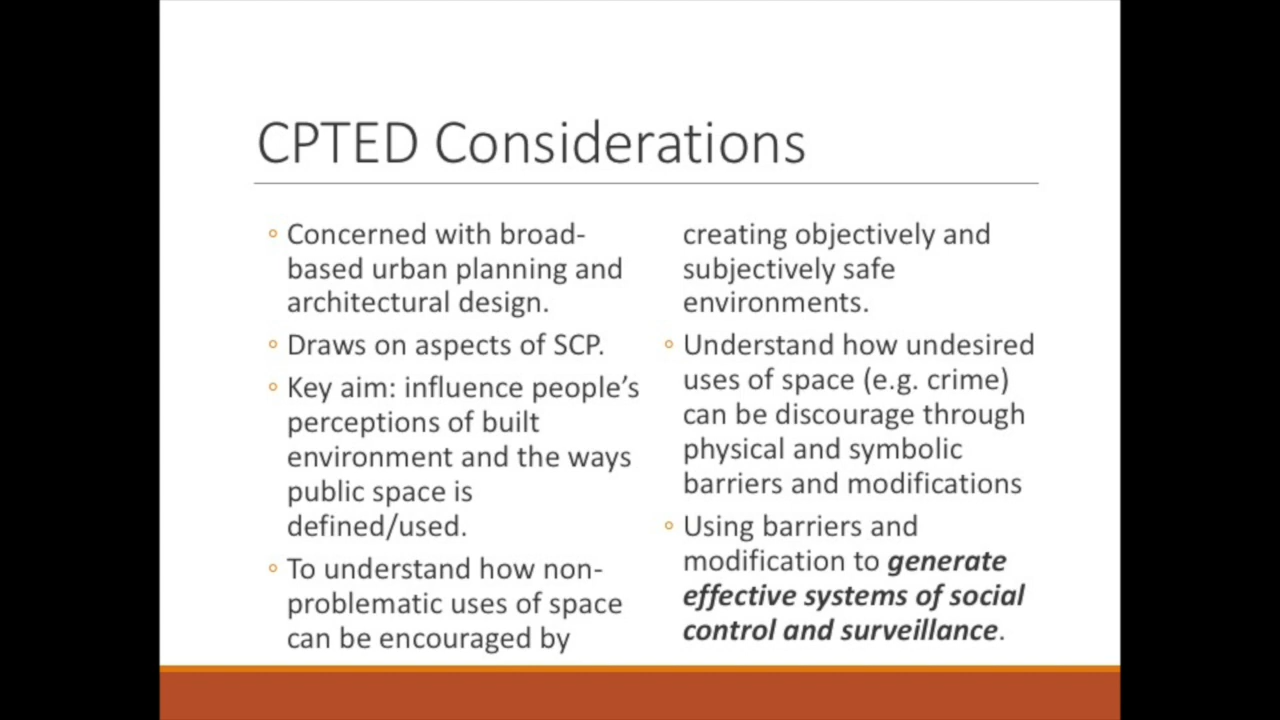 CPTED Considerations
◦ Concerned with broad-
based urban planning and
architectural design.
◦ Draws on aspects of SCP.
◦ Key aim: influence people’s
perceptions of built
environment and the ways
public space is
defined/used.
◦ To understand how non-
problematic uses of space
can be encouraged by
creating objectively and
subjectively safe
environments.
◦ Understand how undesired
uses of space (e.g. crime)
can be discourage through
physical and symbolic
barriers and modifications
◦ Using barriers and
modification to generate
effective systems of social
control and surveillance.